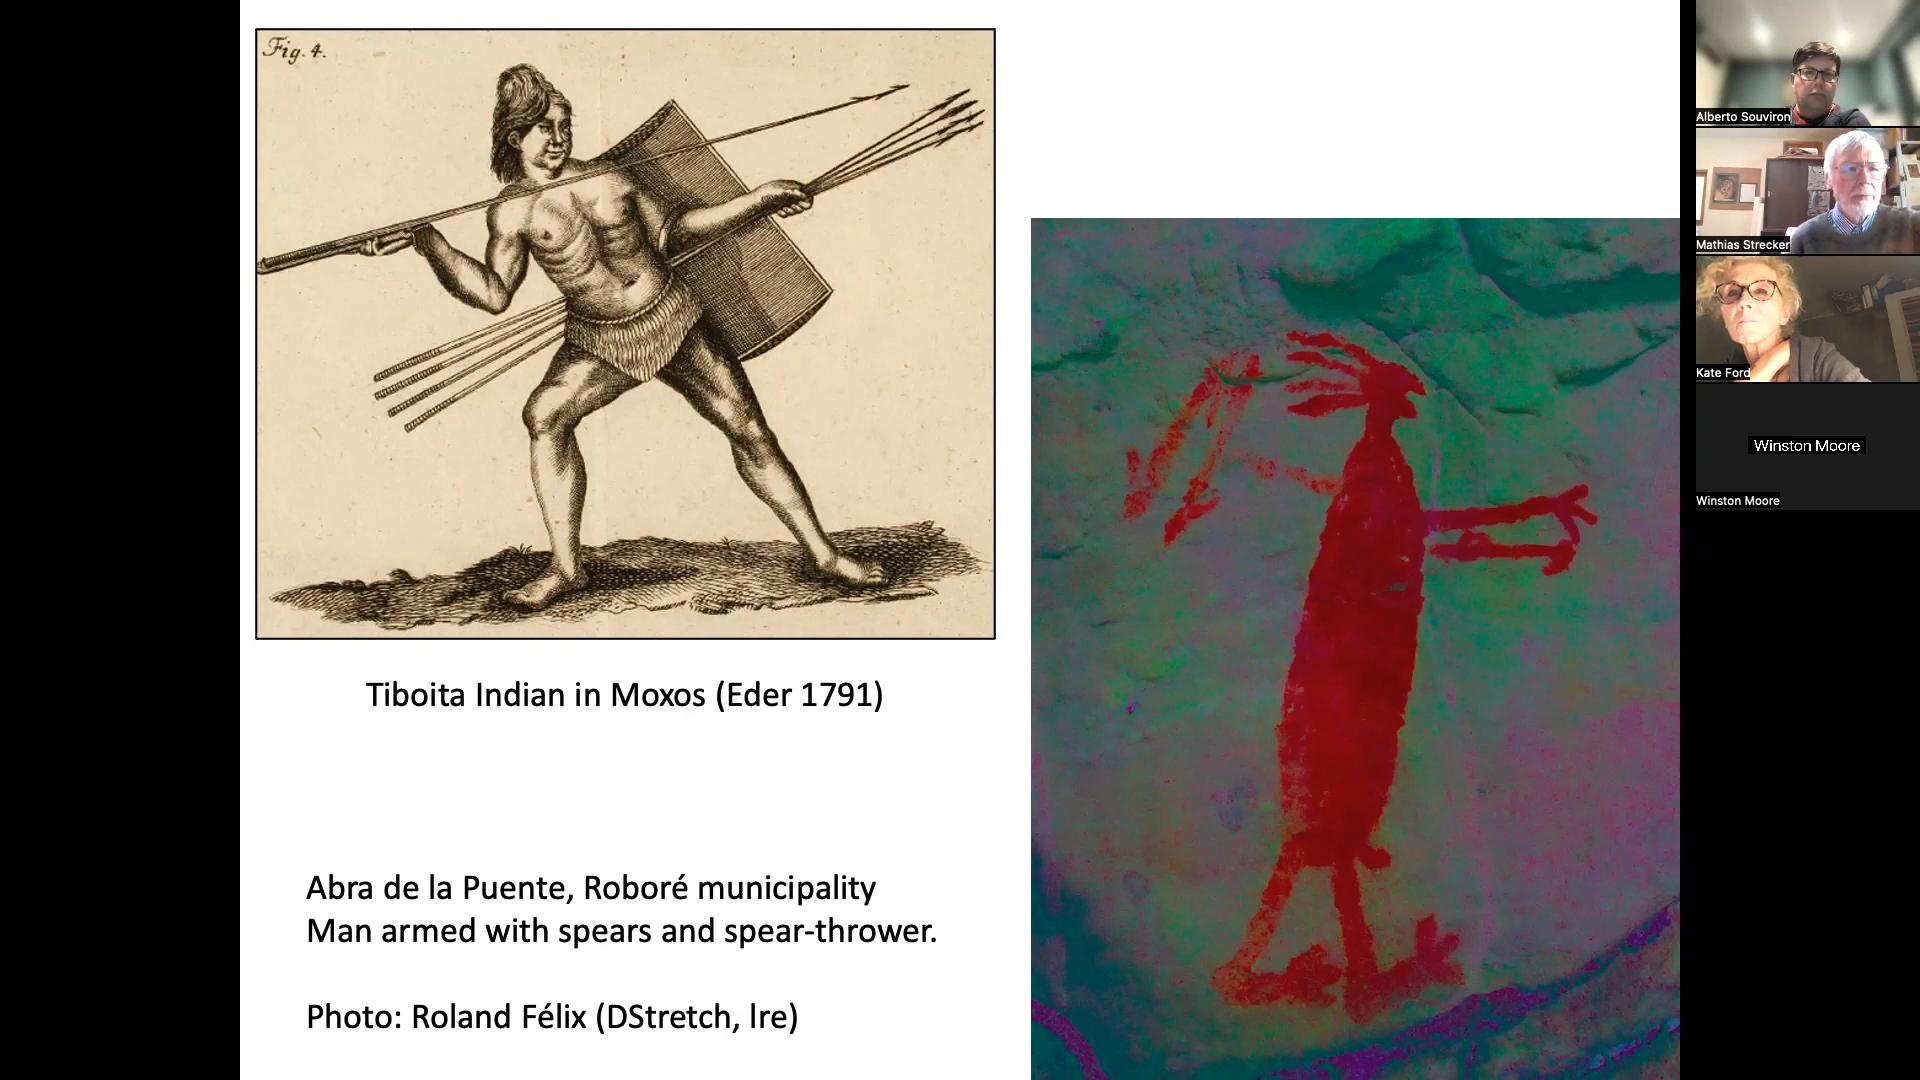 Fig. 4.
Tiboita Indian in Moxos (Eder 1791)
Abra de la Puente, Roboré municipality
Man armed with spears and spear-thrower.
Photo: Roland Félix (DStretch, lre)
Alberto Souviron
Mathias Strecker
Kate Ford
Winston Moore
Winston Moore